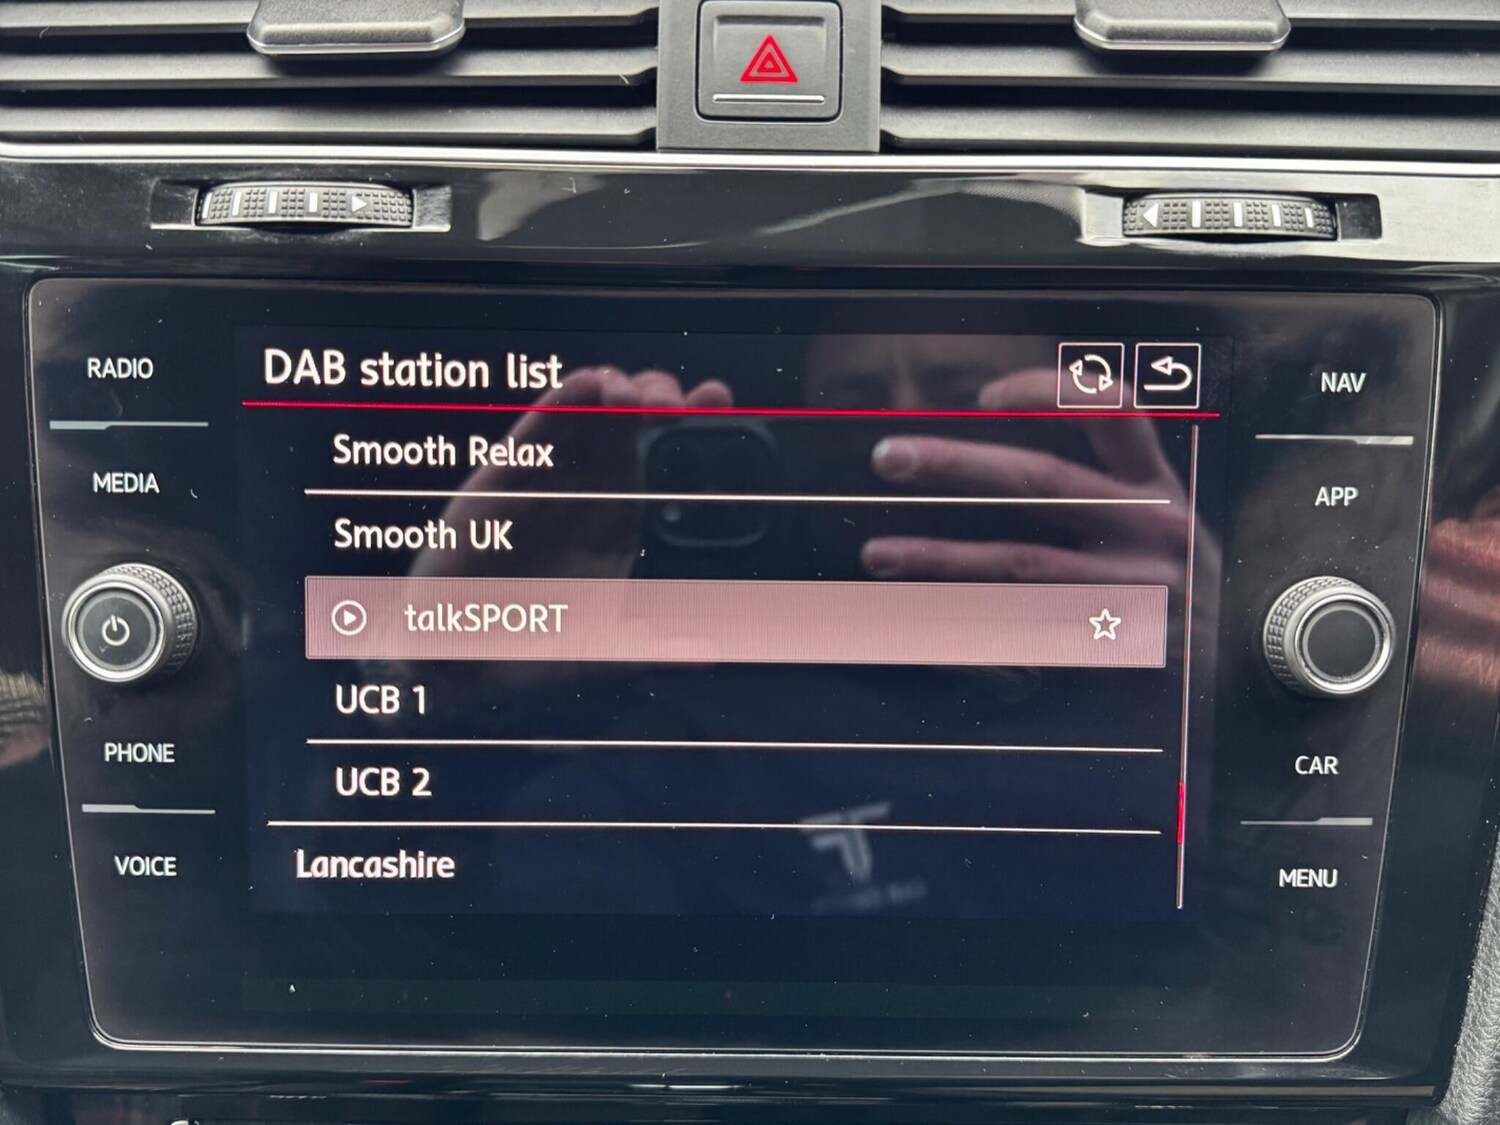 DAB station list
RADIO
MEDIA
PHONE
VOICE
Smooth Relax
Smooth UK
talkSPORT
UCB 1
UCB 2
Lancashire
NAV
APP
CAR
MENU